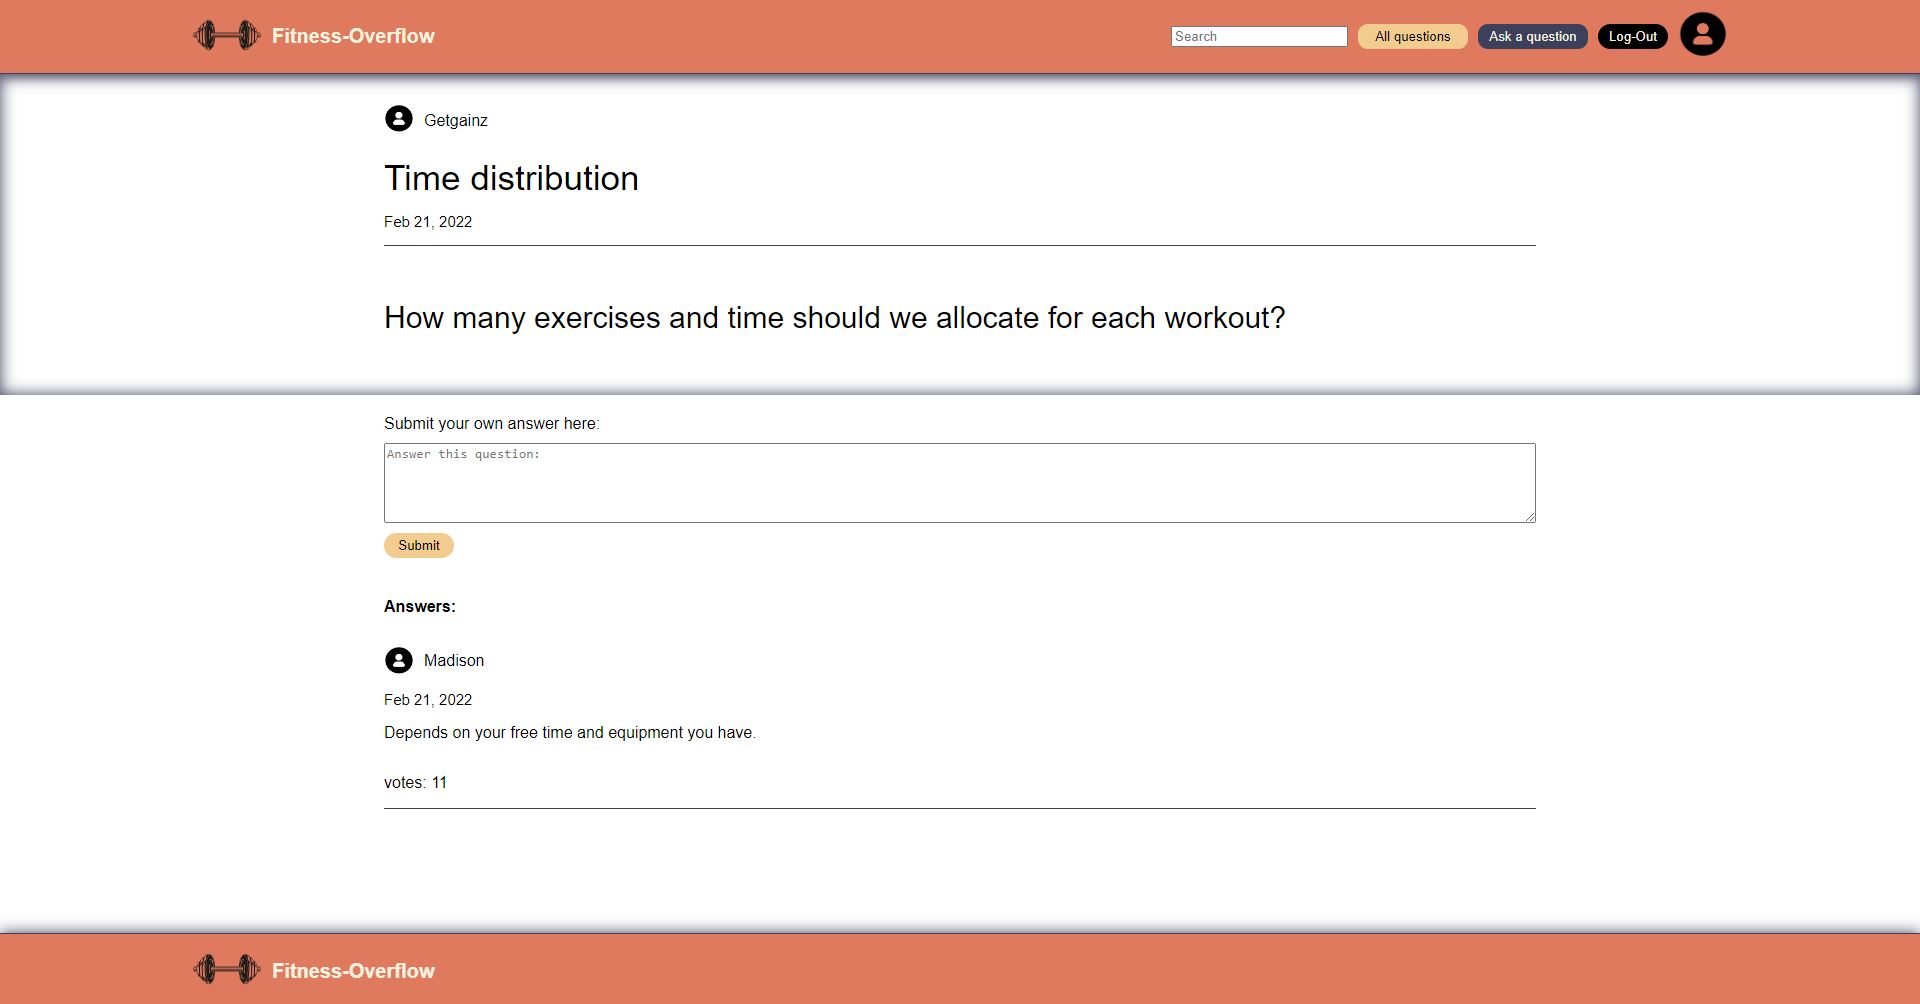 Fitness-Overflow
Search
All questions
Ask a question
Log-Out
Getgainz
Time distribution
Feb 21, 2022
How many exercises and time should we allocate for each workout?
Submit your own answer here:
Answer this question:
Submit
Answers:
Madison
Feb 21, 2022
Depends on your free time and equipment you have.
votes: 11
Fitness-Overflow